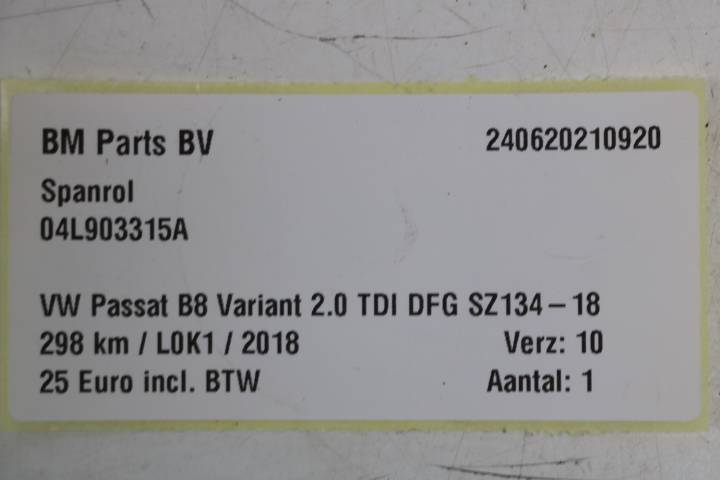 BM Parts BV 240620210920
Spanrol
04L903315A
VW Passat B8 Variant 2.0 TDI DFG SZ134-18
298 km / L0K1 / 2018 Verz: 10
25 Euro incl. BTW Aantal: 1